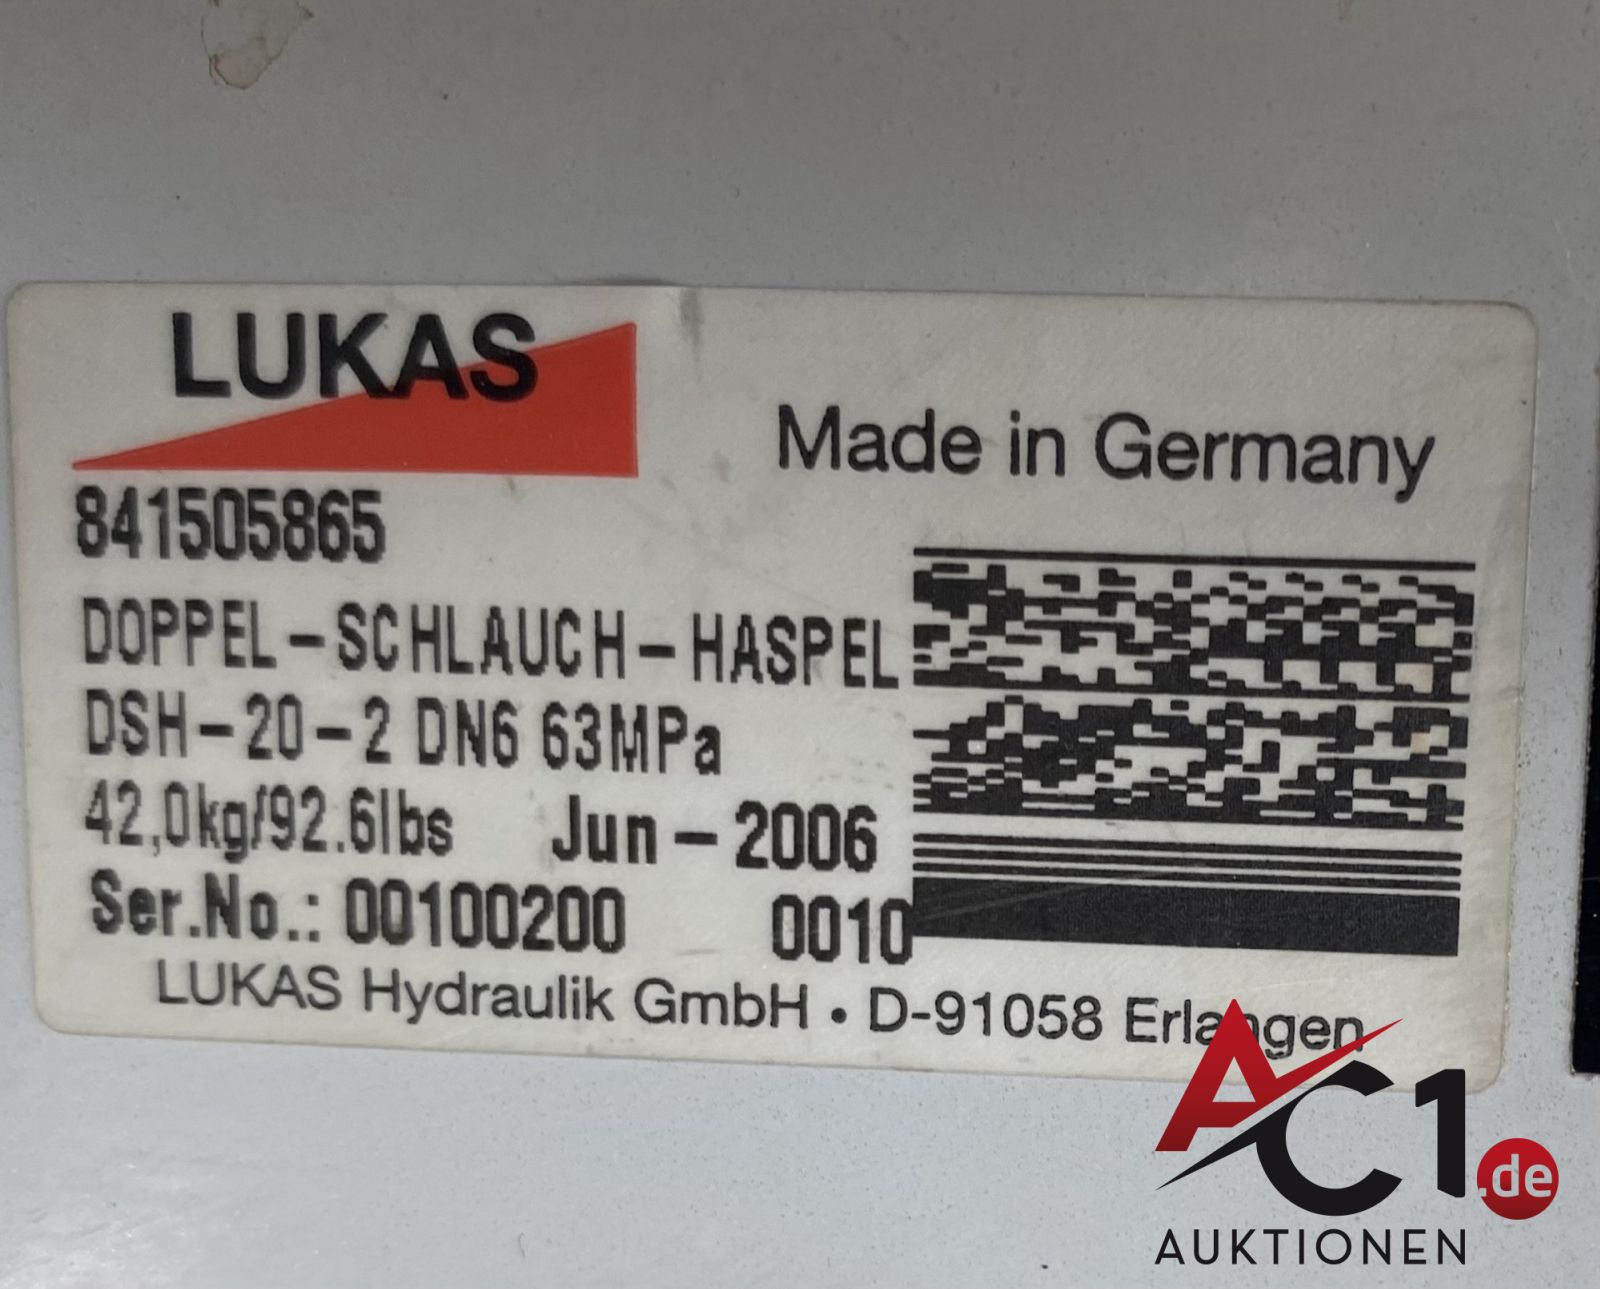 LUKAS
Made in Germany
841505865
DOPPEL-SCHLAUCH-HASPEL
DSH-20-2 DN6 63MPa
42,0kg/92.6lbs Jun-2006
Ser.No.: 00100200 0010
LUKAS Hydraulik GmbH • D-91058 Erlangen
AC1.de
AUKTIONEN